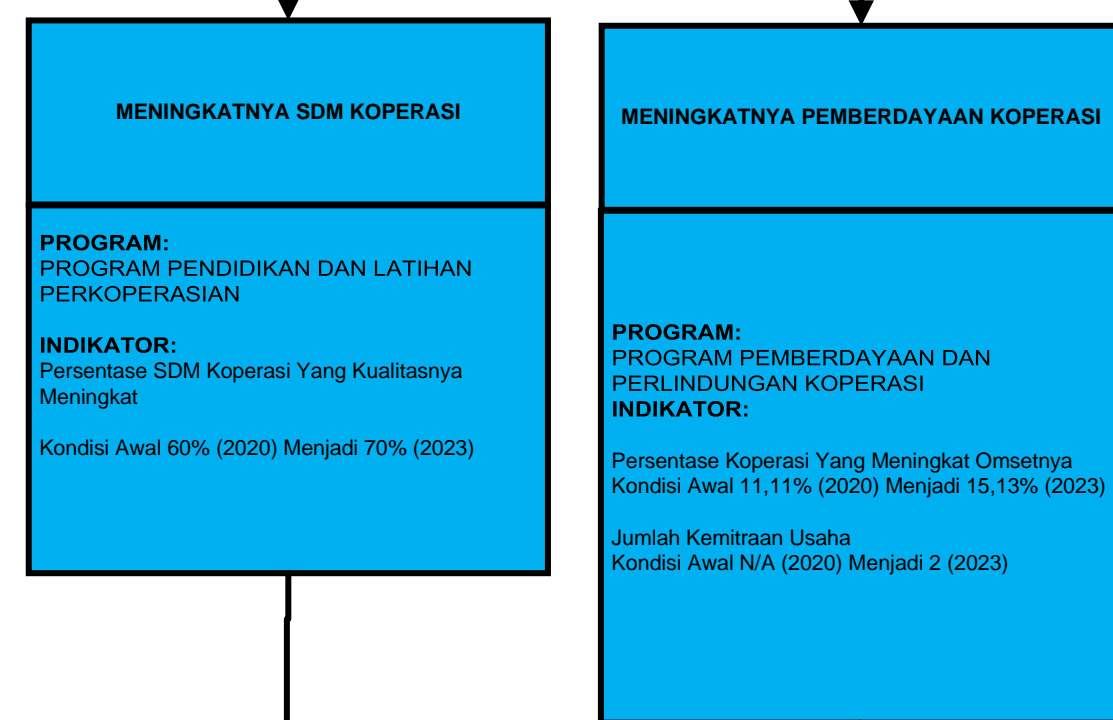 MENINGKATNYA SDM KOPERASI
PROGRAM:
PROGRAM PENDIDIKAN DAN LATIHAN
PERKOPERASIAN
INDIKATOR:
Persentase SDM Koperasi Yang Kualitasnya
Meningkat
Kondisi Awal 60% (2020) Menjadi 70% (2023)
MENINGKATNYA PEMBERDAYAAN KOPERASI
PROGRAM:
PROGRAM PEMBERDAYAAN DAN
PERLINDUNGAN KOPERASI
INDIKATOR:
Persentase Koperasi Yang Meningkat Omsetnya
Kondisi Awal 11,11% (2020) Menjadi 15,13% (2023)
Jumlah Kemitraan Usaha
Kondisi Awal N/A (2020) Menjadi 2 (2023)